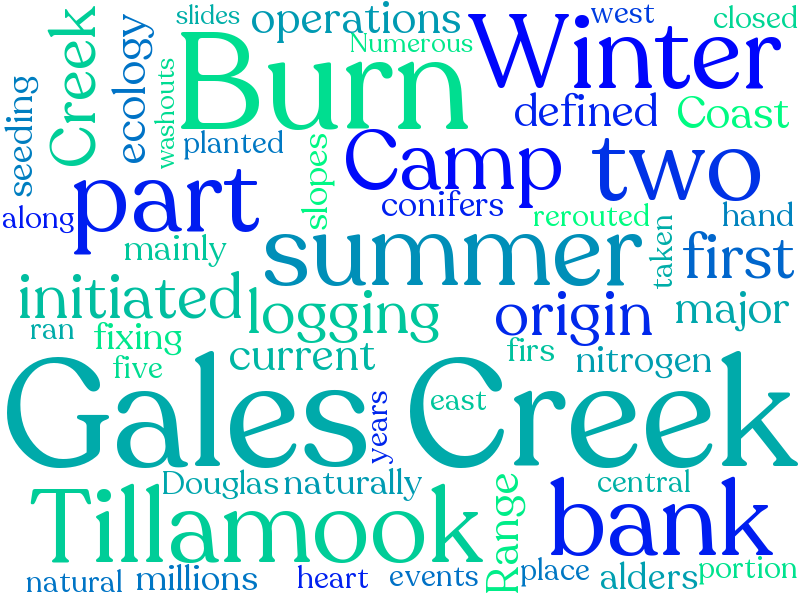 slides
operations
west
closed
Burn
Numerous
Winter
Creek
ecology
washouts
seeding
planted
slopes
defined
Coast
Camp
two
part
conifers
along
rerouted
hand
mainly
summer
taken
first
initiated
logging
origin
major
ran
fixing
five
current
firs
nitrogen
Gales Creek
east
years
Douglas
naturally
Range
central
Tillamook
bank
natural
millions
heart
events
place
alders
portion